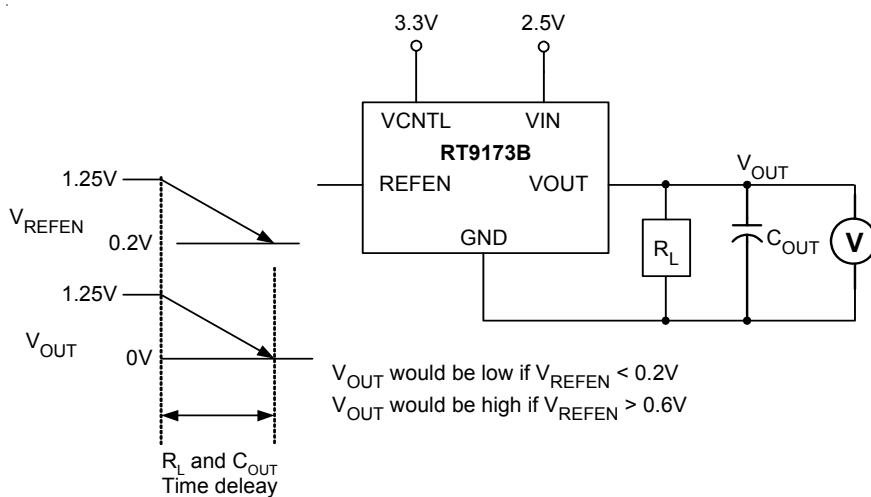 3.3V
2.5V
VCNTL
VIN
RT9173B
REFEN
VOUT
GND
VOUT
RL
COUT
V
1.25V
VREFEN
0.2V
1.25V
VOUT
0V
VOUT would be low if VREFEN < 0.2V
VOUT would be high if VREFEN > 0.6V
RL and COUT
Time deleay